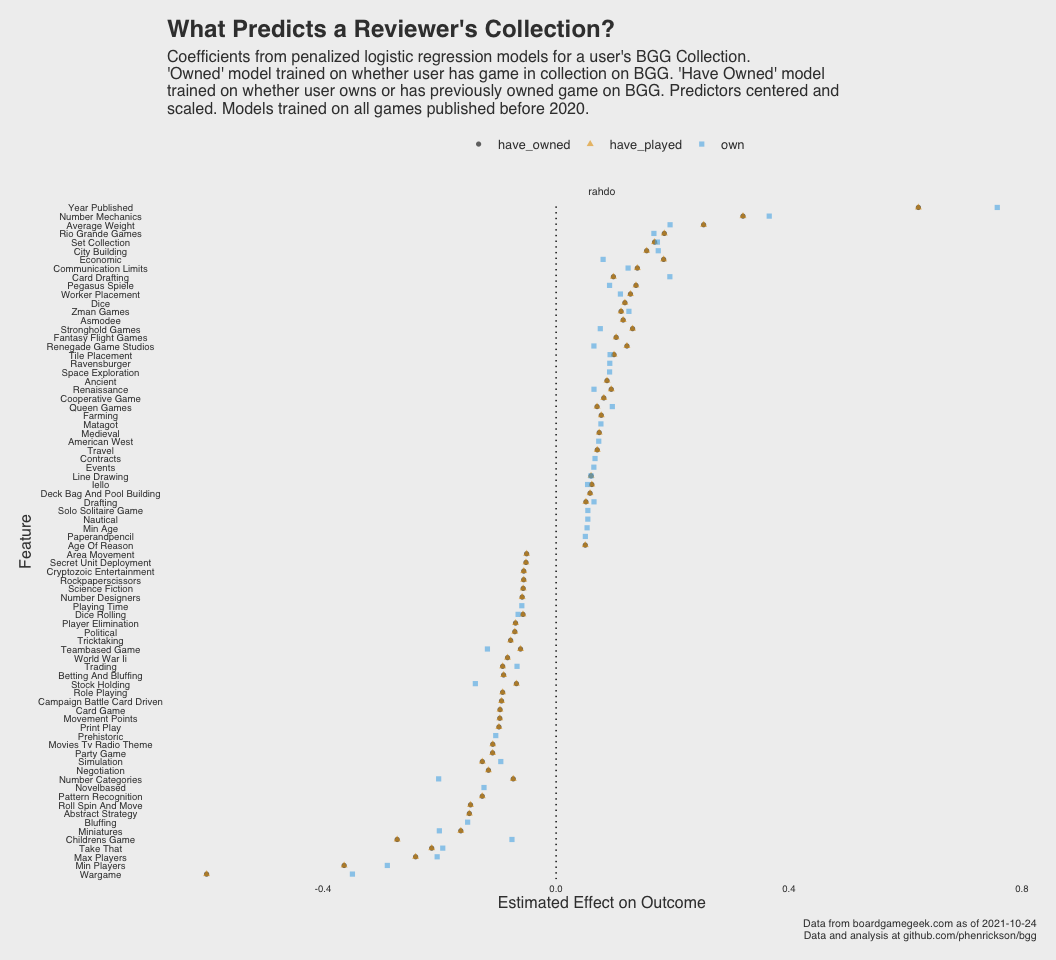 What Predicts a Reviewer's Collection?
Coefficients from penalized logistic regression models for a user's BGG Collection.
'Owned' model trained on whether user has game in collection on BGG. 'Have Owned' model
trained on whether user owns or has previously owned game on BGG. Predictors centered and
scaled. Models trained on all games published before 2020.
have_owned have_played own
rahdo
Year Published
Number Mechanics
Average Weight
Rio Grande Games
Set Collection
City Building
Economic
Communication Limits
Card Drafting
Pegasus Spiele
Worker Placement
Dice
Zman Games
Asmodee
Stronghold Games
Fantasy Flight Games
Renegade Game Studios
Tile Placement
Ravensburger
Space Exploration
Ancient
Renaissance
Cooperative Game
Queen Games
Farming
Matagot
Medieval
American West
Travel
Contracts
Events
Line Drawing
Iello
Deck Bag And Pool Building
Drafting
Solo Solitaire Game
Nautical
Min Age
Paperandpencil
Age Of Reason
Area Movement
Secret Unit Deployment
Cryptozoic Entertainment
Rockpaperscissors
Science Fiction
Number Designers
Playing Time
Dice Rolling
Player Elimination
Political
Tricktaking
Teambased Game
World War Ii
Trading
Betting And Bluffing
Stock Holding
Role Playing
Campaign Battle Card Driven
Card Game
Movement Points
Print Play
Prehistoric
Movies Tv Radio Theme
Party Game
Simulation
Negotiation
Number Categories
Novelbased
Pattern Recognition
Roll Spin And Move
Abstract Strategy
Bluffing
Miniatures
Childrens Game
Take That
Max Players
Min Players
Wargame
Feature
-0.4 0.0 0.4 0.8
Estimated Effect on Outcome
Data from boardgamegeek.com as of 2021-10-24
Data and analysis at github.com/phenrickson/bgg